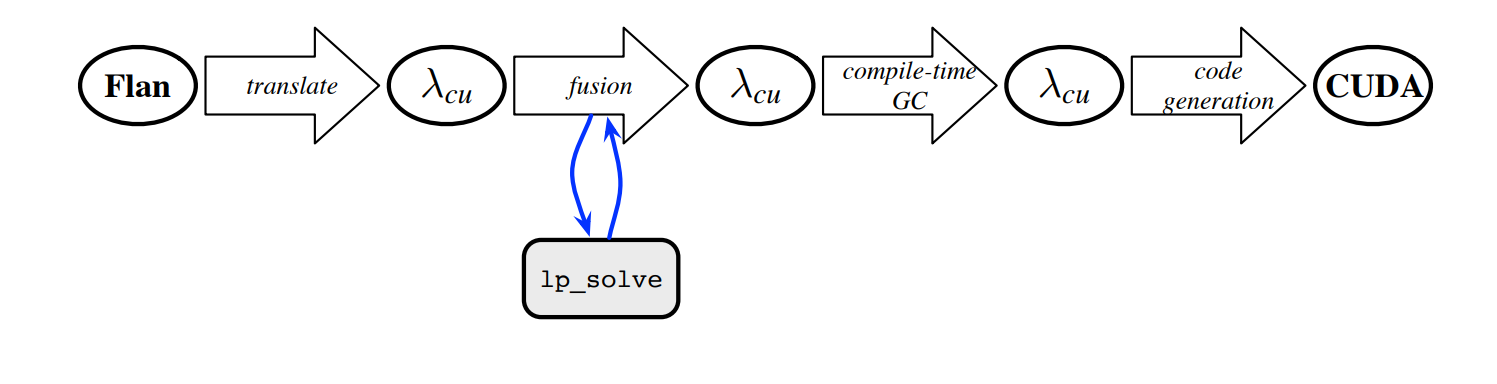 Flan
translate
λcu
fusion
λcu
compile-time
GC
λcu
code
generation
CUDA
lp_solve